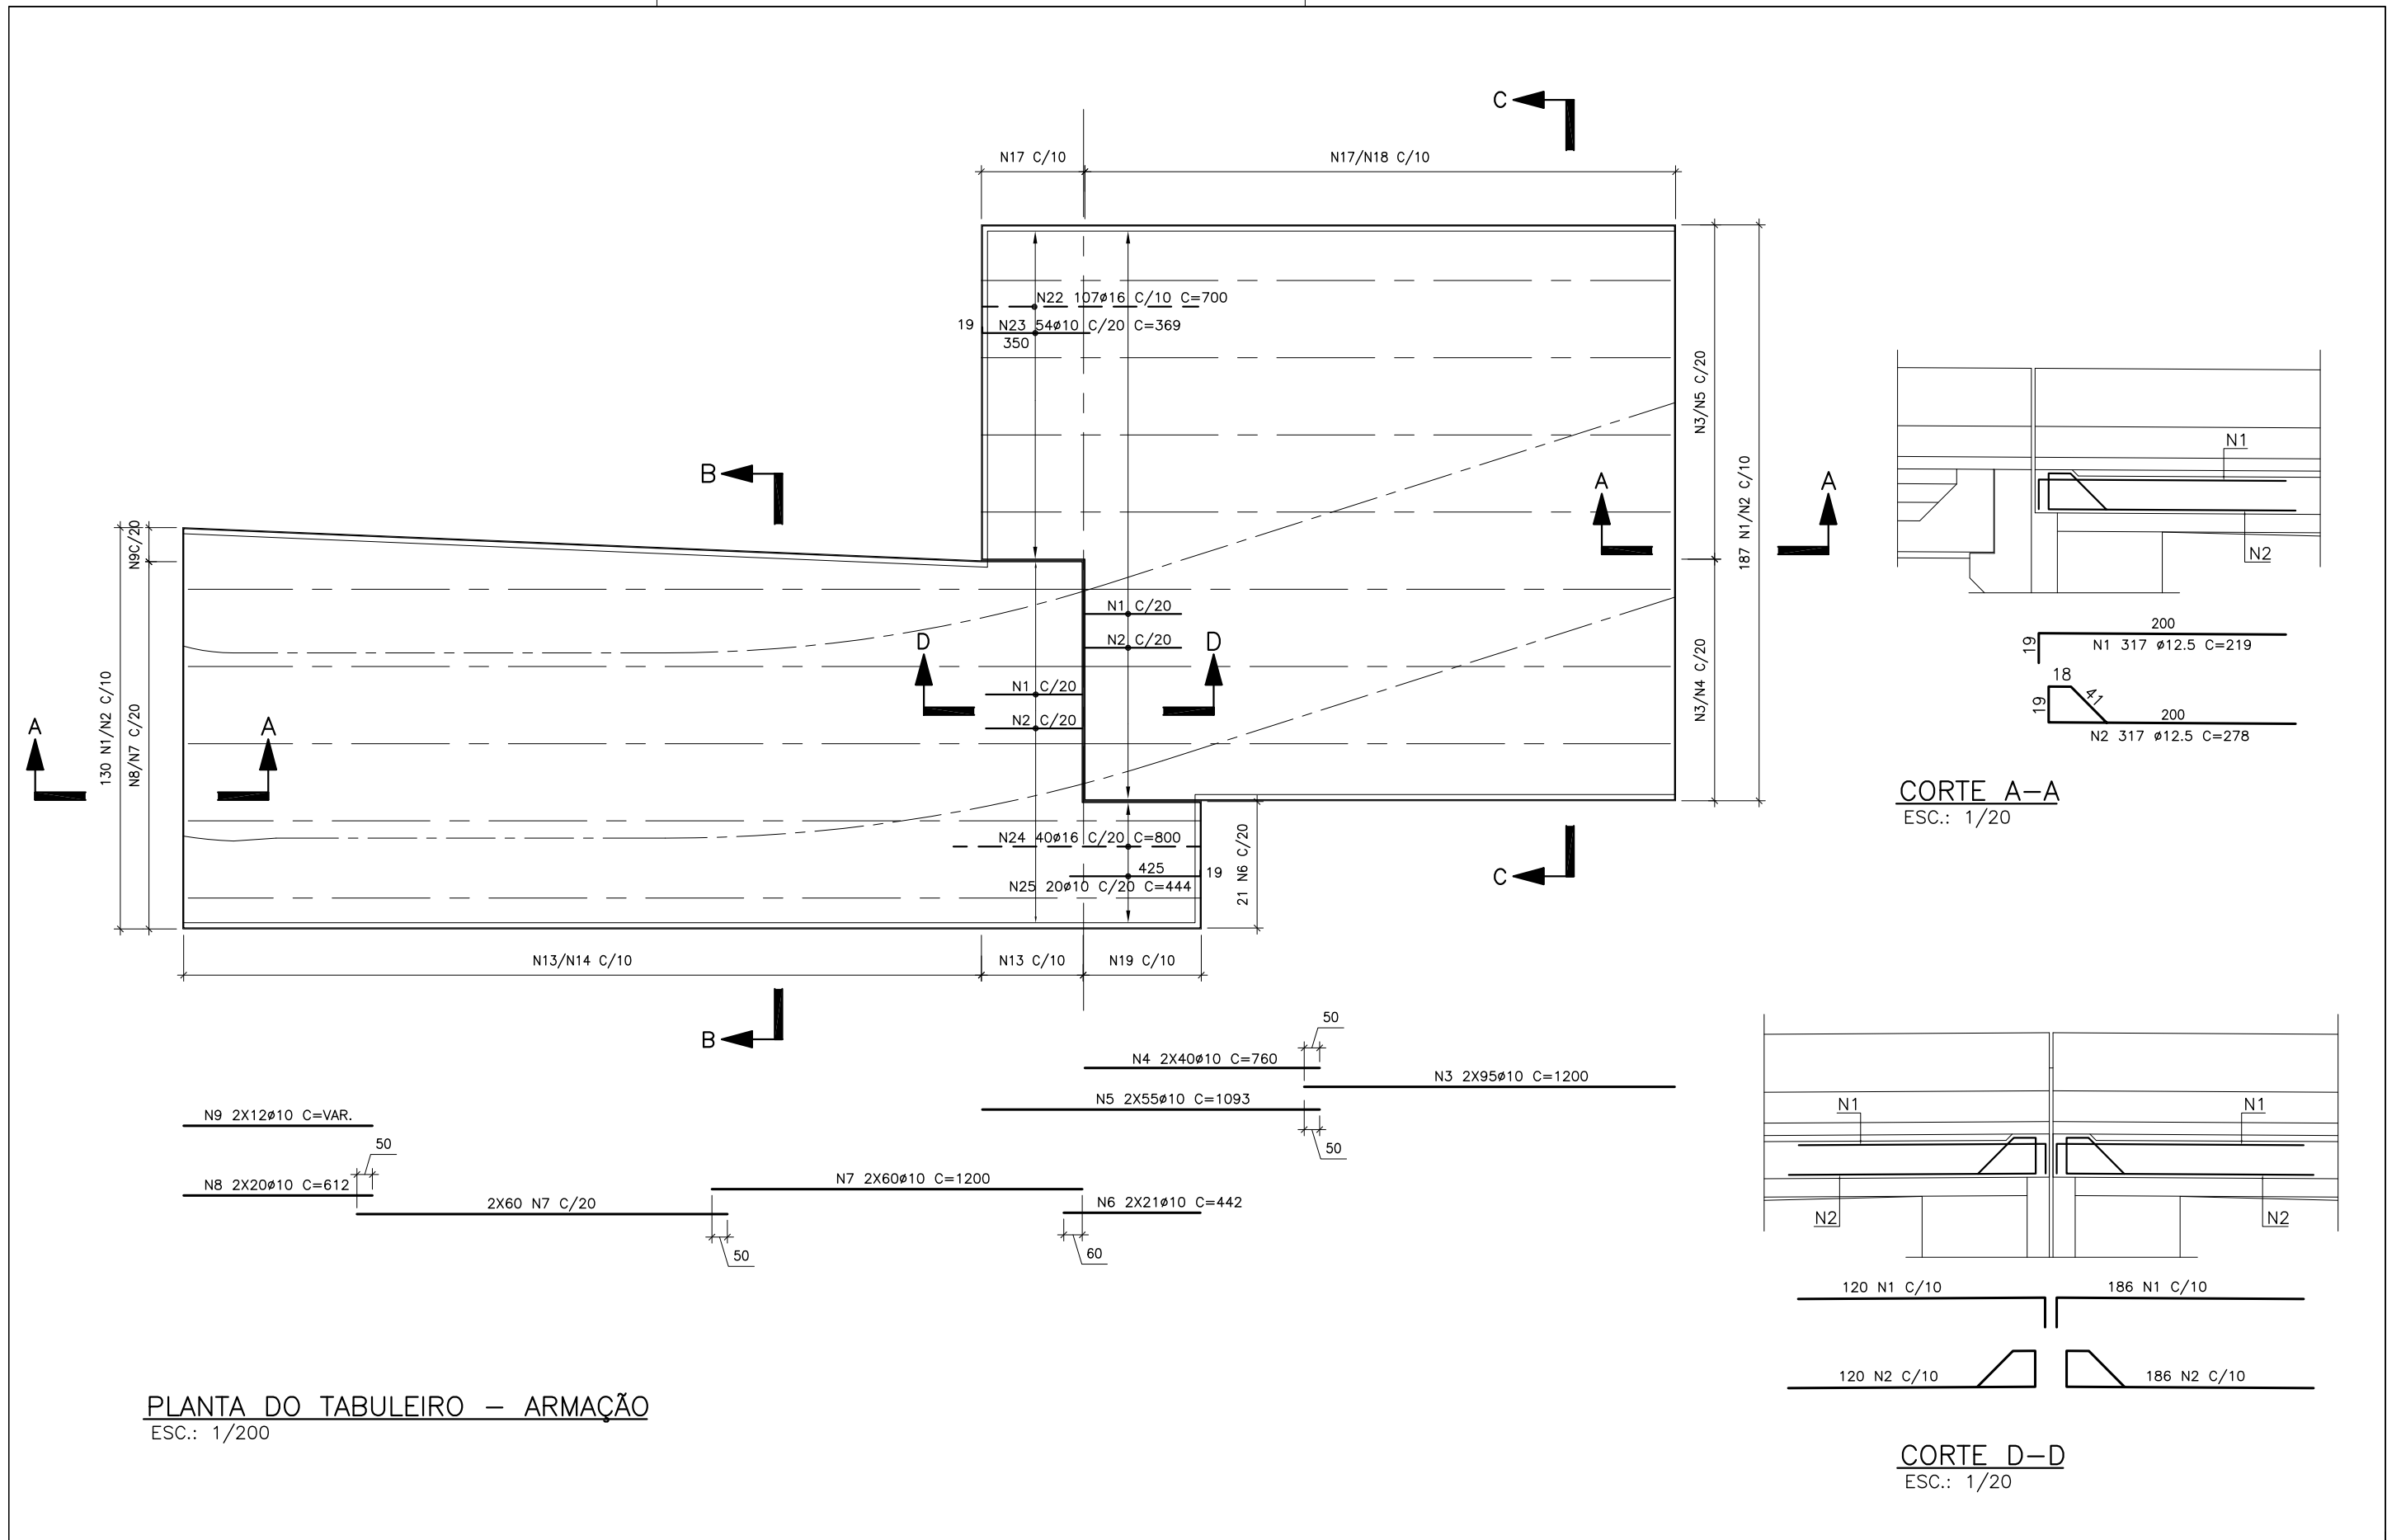 C
N17 C/10
N17/N18 C/10
N22 107ø16 C/10 C=700
19
N23 54ø10 C/20 C=369
350
N3/N5 C/20
187 N1/N2 C/10
N3/N4 C/20
B
A
A
N9C/20
130 N1/N2 C/10
N8/N7 C/20
N1 C/20
N2 C/20
D
D
N1 C/20
N2 C/20
A
A
N24 40ø16 C/20 C=800
425
19
N25 20ø10 C/20 C=444
21 N6 C/20
C
N13/N14 C/10
N13 C/10
N19 C/10
B
50
N4 2X40ø10 C=760
N3 2X95ø10 C=1200
N5 2X55ø10 C=1093
50
N9 2X12ø10 C=VAR.
50
N8 2X20ø10 C=612
2X60 N7 C/20
N7 2X60ø10 C=1200
50
N6 2X21ø10 C=442
60
PLANTA DO TABULEIRO – ARMAÇÃO
ESC.: 1/200
N1
N2
200
19
N1 317 ø12.5 C=219
18
41
19
200
N2 317 ø12.5 C=278
CORTE A–A
ESC.: 1/20
N1
N1
N2
N2
120 N1 C/10
186 N1 C/10
120 N2 C/10
186 N2 C/10
CORTE D–D
ESC.: 1/20